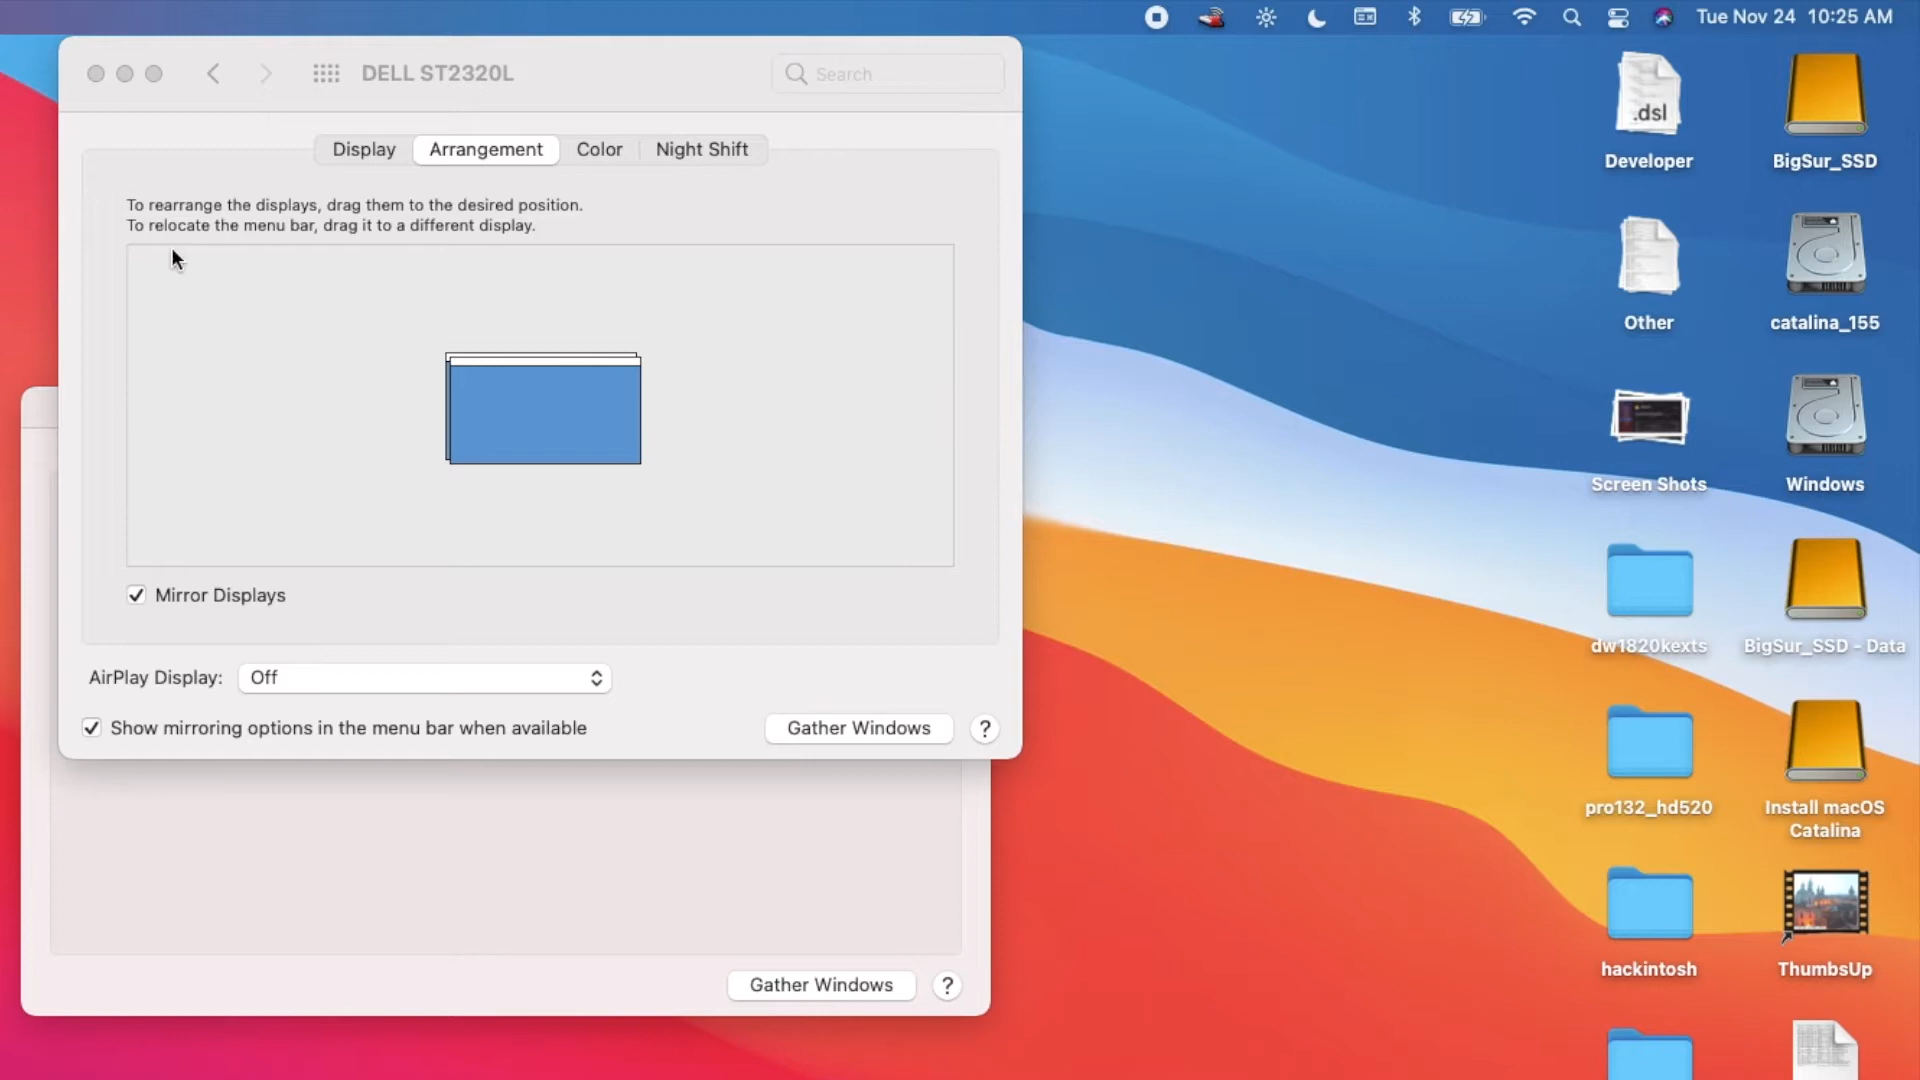 Tue Nov 24 10:25 AM
DELL ST2320L
Search
Display
Arrangement
Color
Night Shift
To rearrange the displays, drag them to the desired position.
To relocate the menu bar, drag it to a different display.
Mirror Displays
AirPlay Display:
Off
Show mirroring options in the menu bar when available
Gather Windows
?
Gather Windows
?
.dsl
Developer
BigSur_SSD
Other
catalina_155
Screen Shots
Windows
dw1820kexts
BigSur_SSD - Data
pro132_hd520
Install macOS
Catalina
hackintosh
ThumbsUp